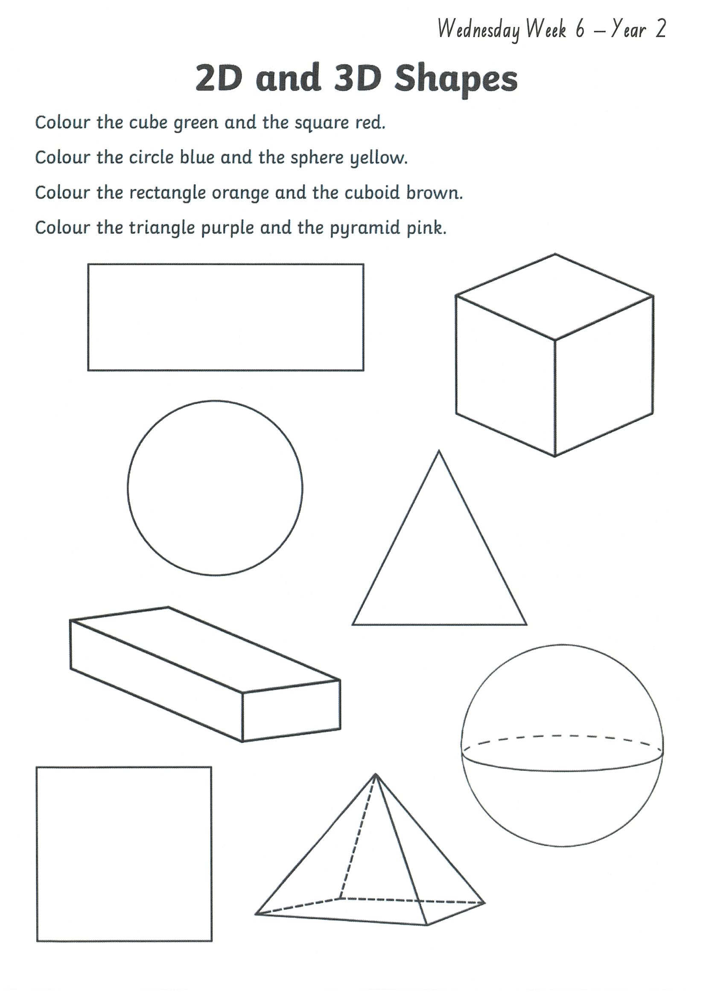 Wednesday Week 6 – Year 2
2D and 3D Shapes
Colour the cube green and the square red.
Colour the circle blue and the sphere yellow.
Colour the rectangle orange and the cuboid brown.
Colour the triangle purple and the pyramid pink.